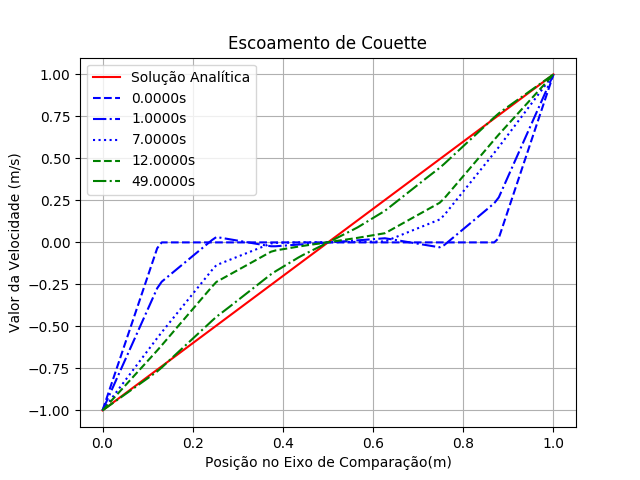 Escoamento de Couette
Solução Analítica
0.0000s
1.0000s
7.0000s
12.0000s
49.0000s
1.00
0.75
0.50
0.25
0.00
−0.25
−0.50
−0.75
−1.00
Valor da Velocidade (m/s)
0.0
0.2
0.4
0.6
0.8
1.0
Posição no Eixo de Comparação(m)